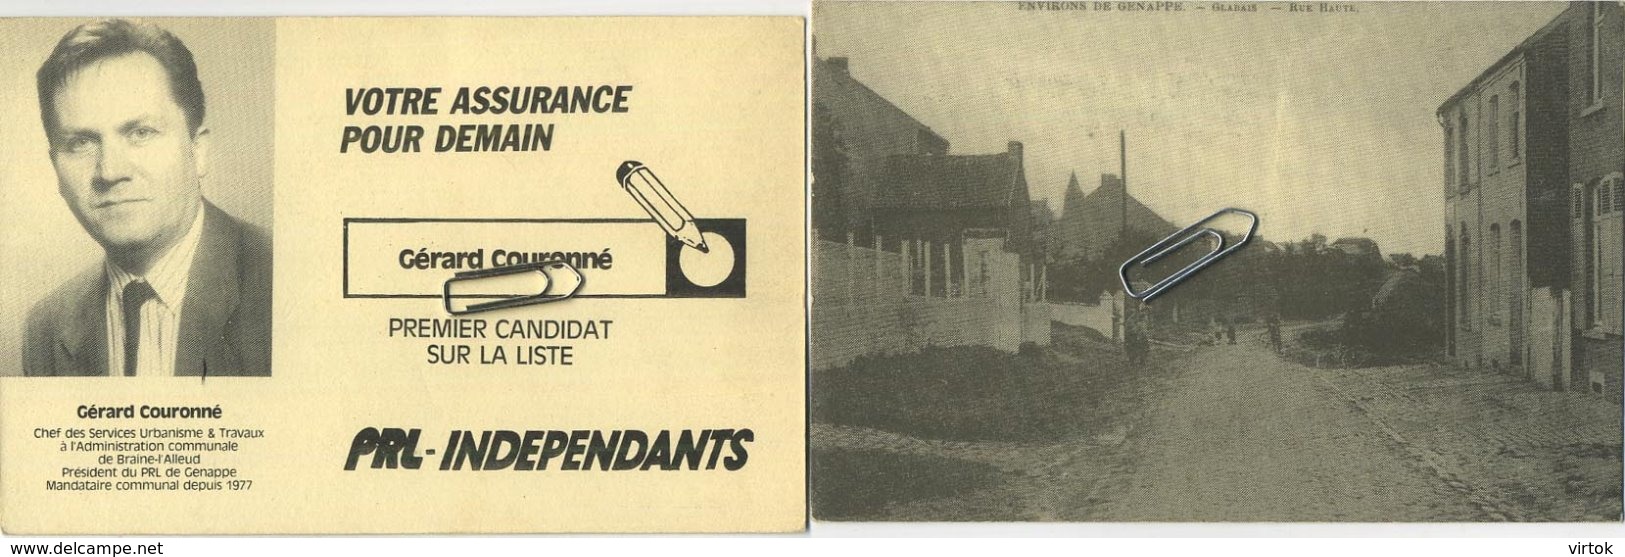 VOTRE ASSURANCE
POUR DEMAIN
Gérard Couronné
PREMIER CANDIDAT
SUR LA LISTE
PRL-INDEPENDANTS
Gérard Couronné
Chef des Services Urbanisme & Travaux
à l'Administration communale
de Braine-l'Alleud
Président du PRL de Genappe
Mandataire communal depuis 1977
ENVIRONS DE GENAPPE. - GLABAIS - RUE HAUTE.
www.delcampe.net
virtok